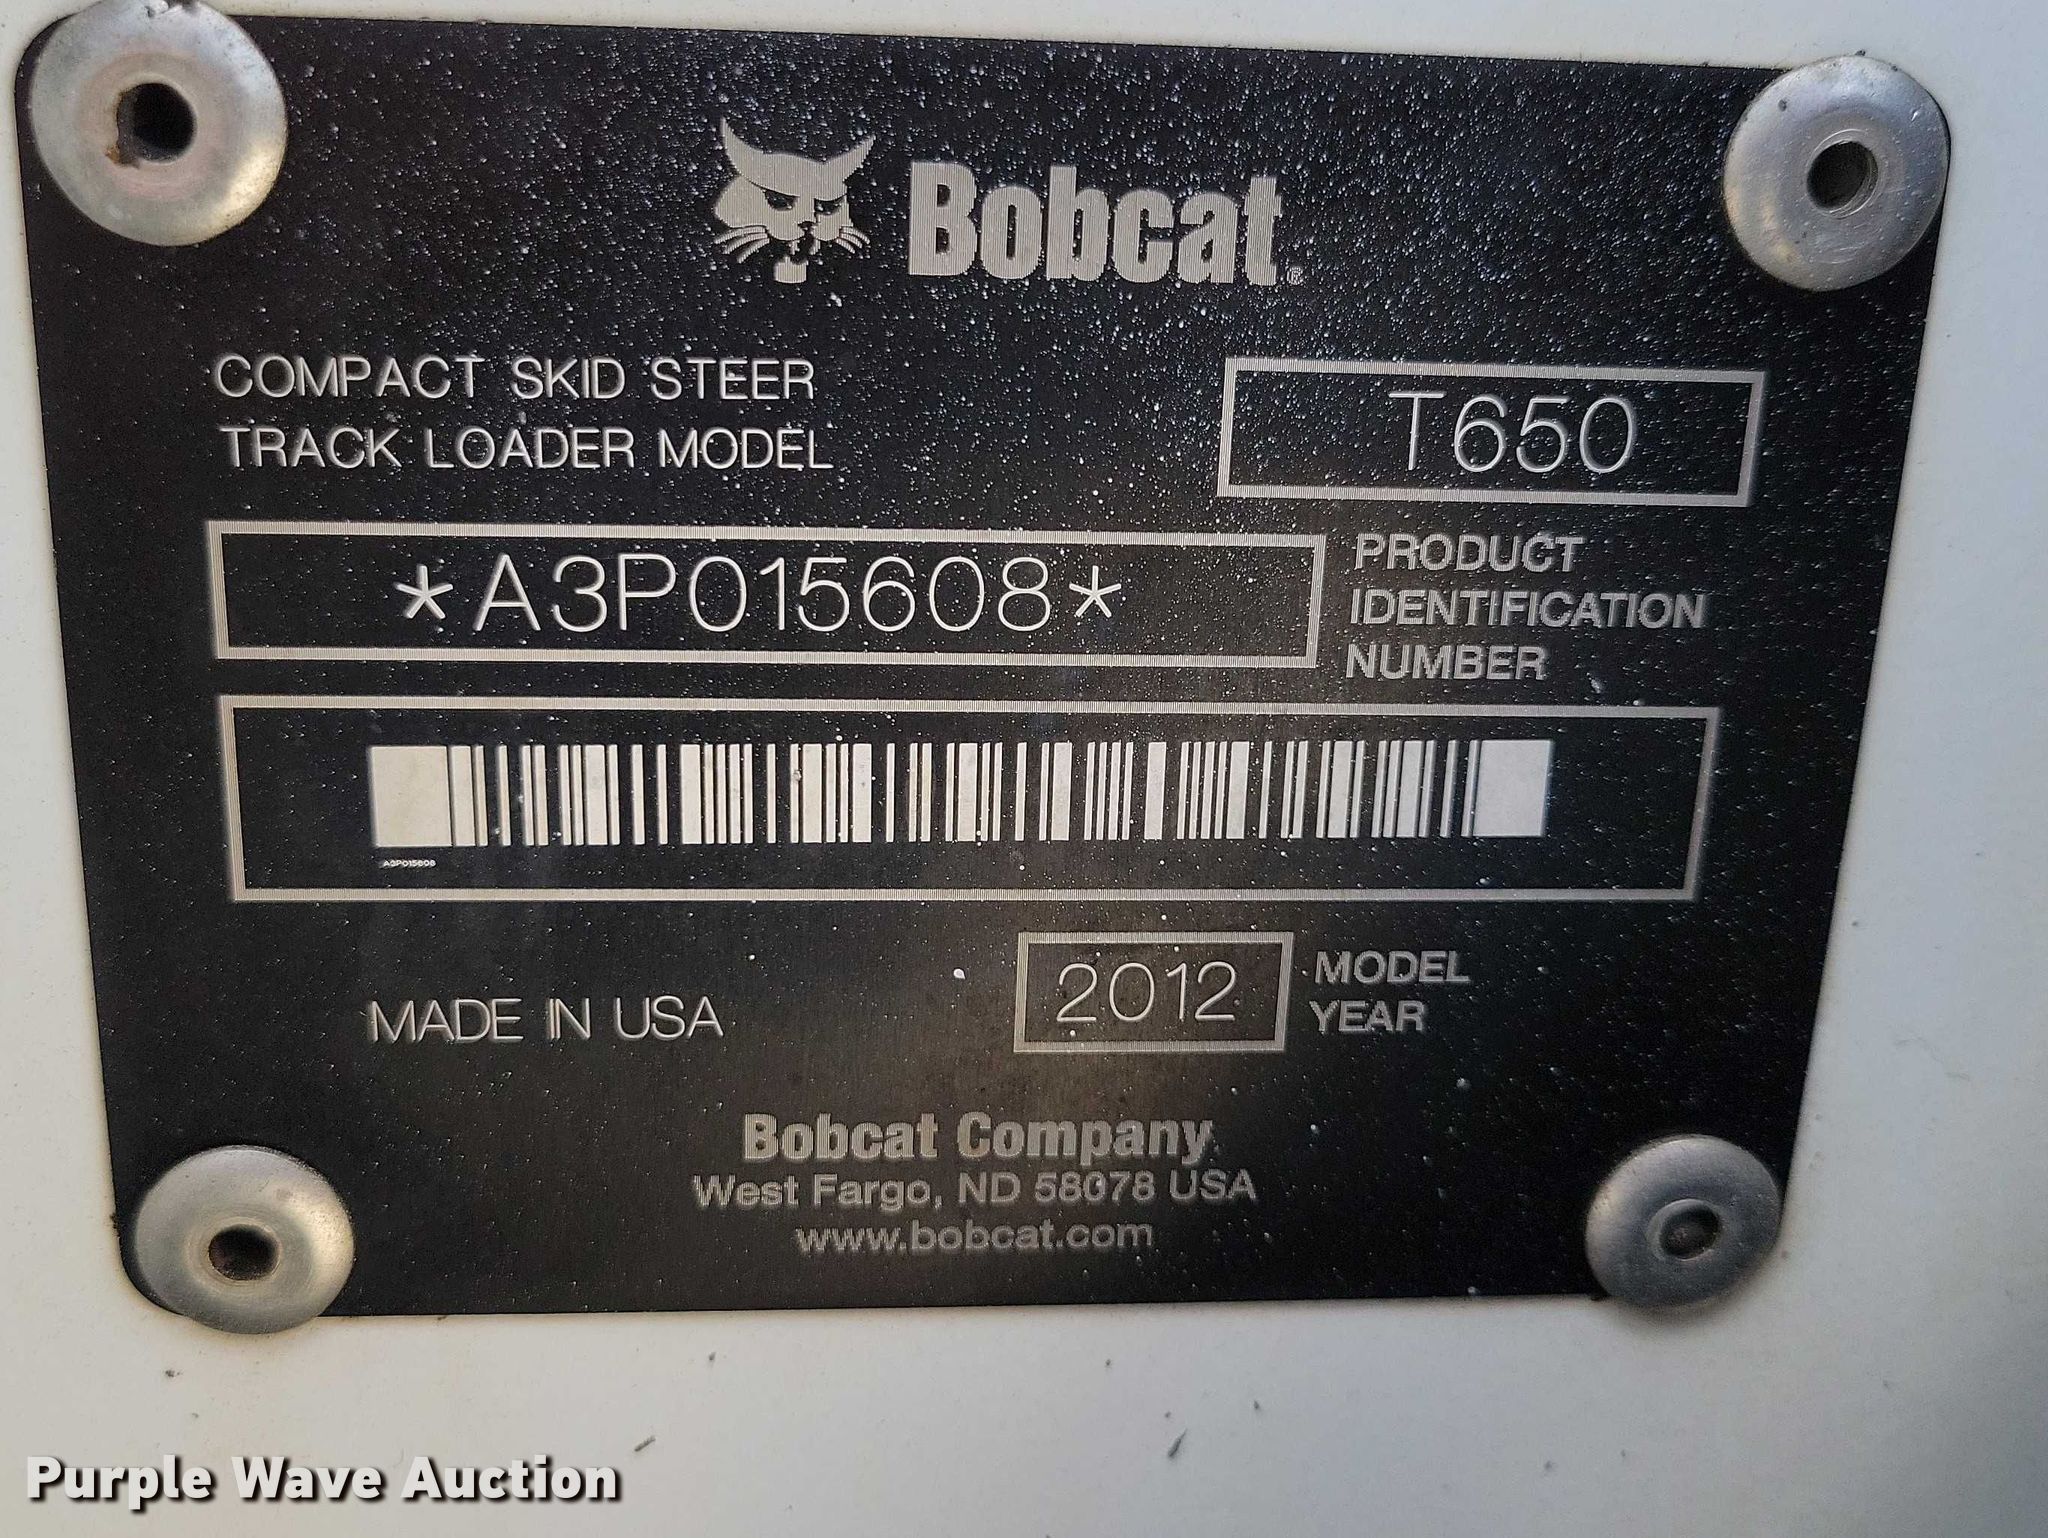 Bobcat®
COMPACT SKID STEER
TRACK LOADER MODEL
T650
*A3P015608*
PRODUCT
IDENTIFICATION
NUMBER
A3P015608
MADE IN USA
2012
MODEL
YEAR
Bobcat Company
West Fargo, ND 58078 USA
www.bobcat.com
Purple Wave Auction